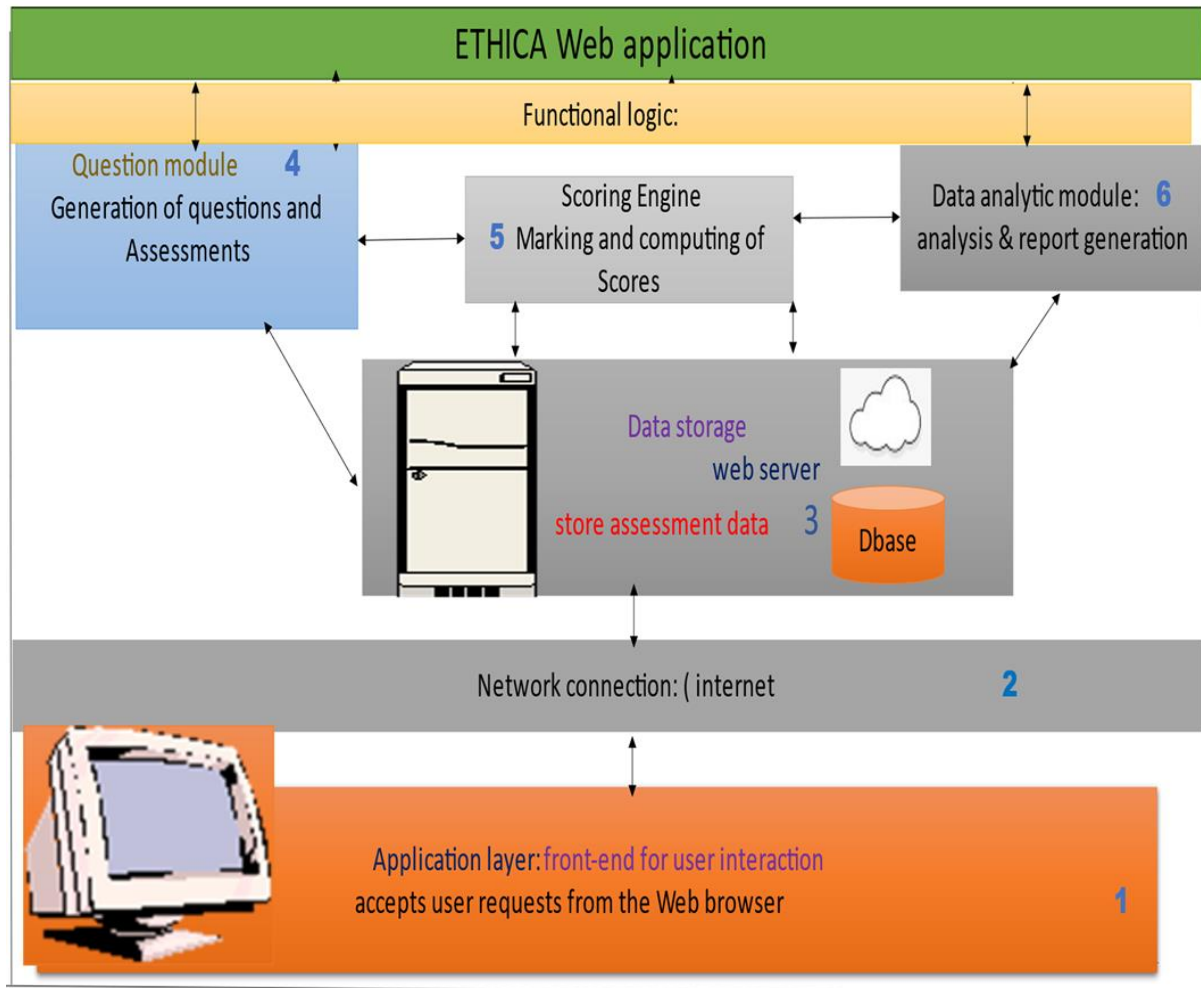 ETHICA Web application
Functional logic:
Question module 4
Generation of questions and
Assessments
Scoring Engine
5 Marking and computing of
Scores
Data analytic module: 6
analysis & report generation
Data storage
web server
store assessment data 3
Dbase
Network connection: ( internet 2
Application layer: front-end for user interaction
accepts user requests from the Web browser 1